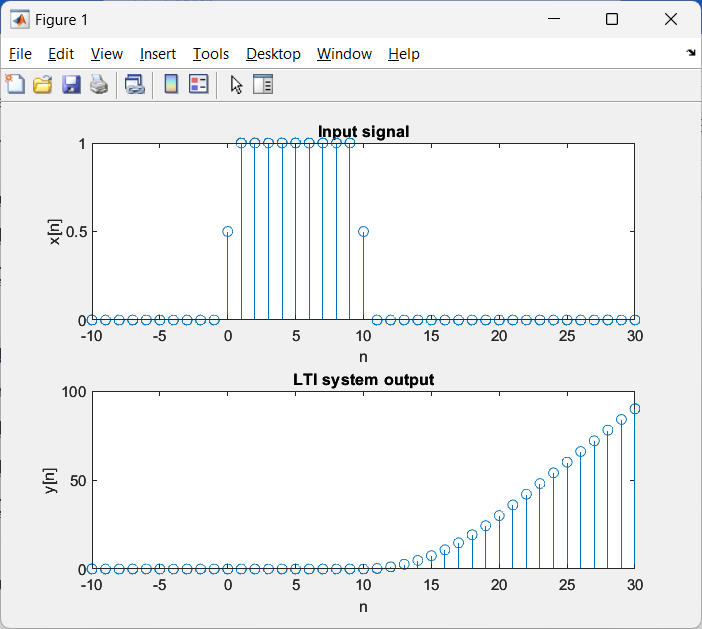 Figure 1
File Edit View Insert Tools Desktop Window Help
Input signal
1
0.5
0
x[n]
-10 -5 0 5 10 15 20 25 30
n
LTI system output
100
50
0
y[n]
-10 -5 0 5 10 15 20 25 30
n